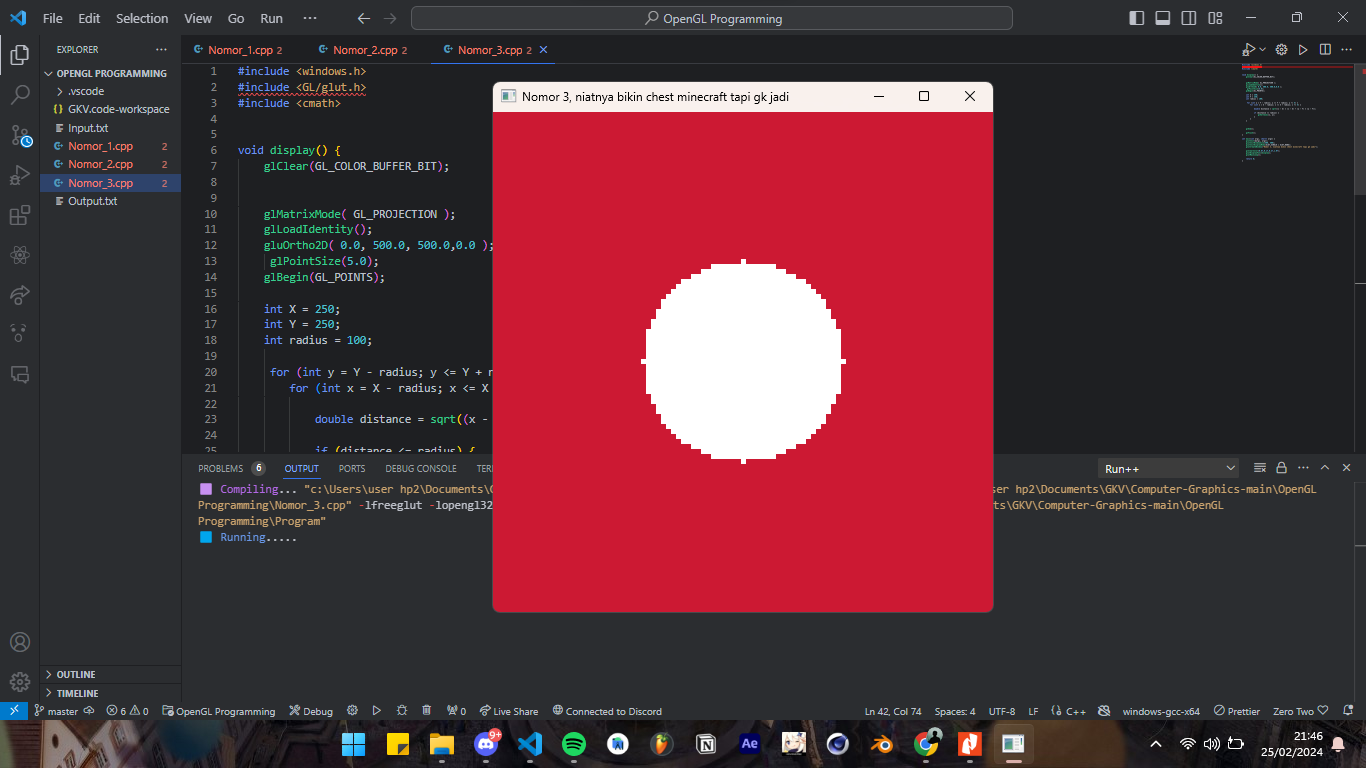 File Edit Selection View Go Run ··· OpenGL Programming
EXPLORER ···
OPENGL PROGRAMMING
.vscode
GKV.code-workspace
Input.txt
Nomor_1.cpp 2
Nomor_2.cpp 2
Nomor_3.cpp 2
Output.txt
OUTLINE
TIMELINE
Nomor_1.cpp 2 Nomor_2.cpp 2 Nomor_3.cpp 2
1 #include <windows.h>
2 #include <GL/glut.h>
3 #include <cmath>
4
5
6 void display() {
7 glClear(GL_COLOR_BUFFER_BIT);
8
9
10 glMatrixMode( GL_PROJECTION );
11 glLoadIdentity();
12 gluOrtho2D( 0.0, 500.0, 500.0,0.0 );
13 glPointSize(5.0);
14 glBegin(GL_POINTS);
15
16 int X = 250;
17 int Y = 250;
18 int radius = 100;
19
20 for (int y = Y - radius; y <= Y + r
21 for (int x = X - radius; x <= X
22
23 double distance = sqrt((x -
24
25 if (distance <= radius) {
Nomor 3, niatnya bikin chest minecraft tapi gk jadi
PROBLEMS 6 OUTPUT PORTS DEBUG CONSOLE TER Run++
Compiling... "c:\Users\user hp2\Documents\G ser hp2\Documents\GKV\Computer-Graphics-main\OpenGL
Programming\Nomor_3.cpp" -lfreeglut -lopengl32 nts\GKV\Computer-Graphics-main\OpenGL
Programming\Program"
Running.....
master 6 0 OpenGL Programming Debug 0 Live Share Connected to Discord Ln 42, Col 74 Spaces: 4 UTF-8 LF C++ windows-gcc-x64 Prettier Zero Two
9+ Ae 21:46
25/02/2024